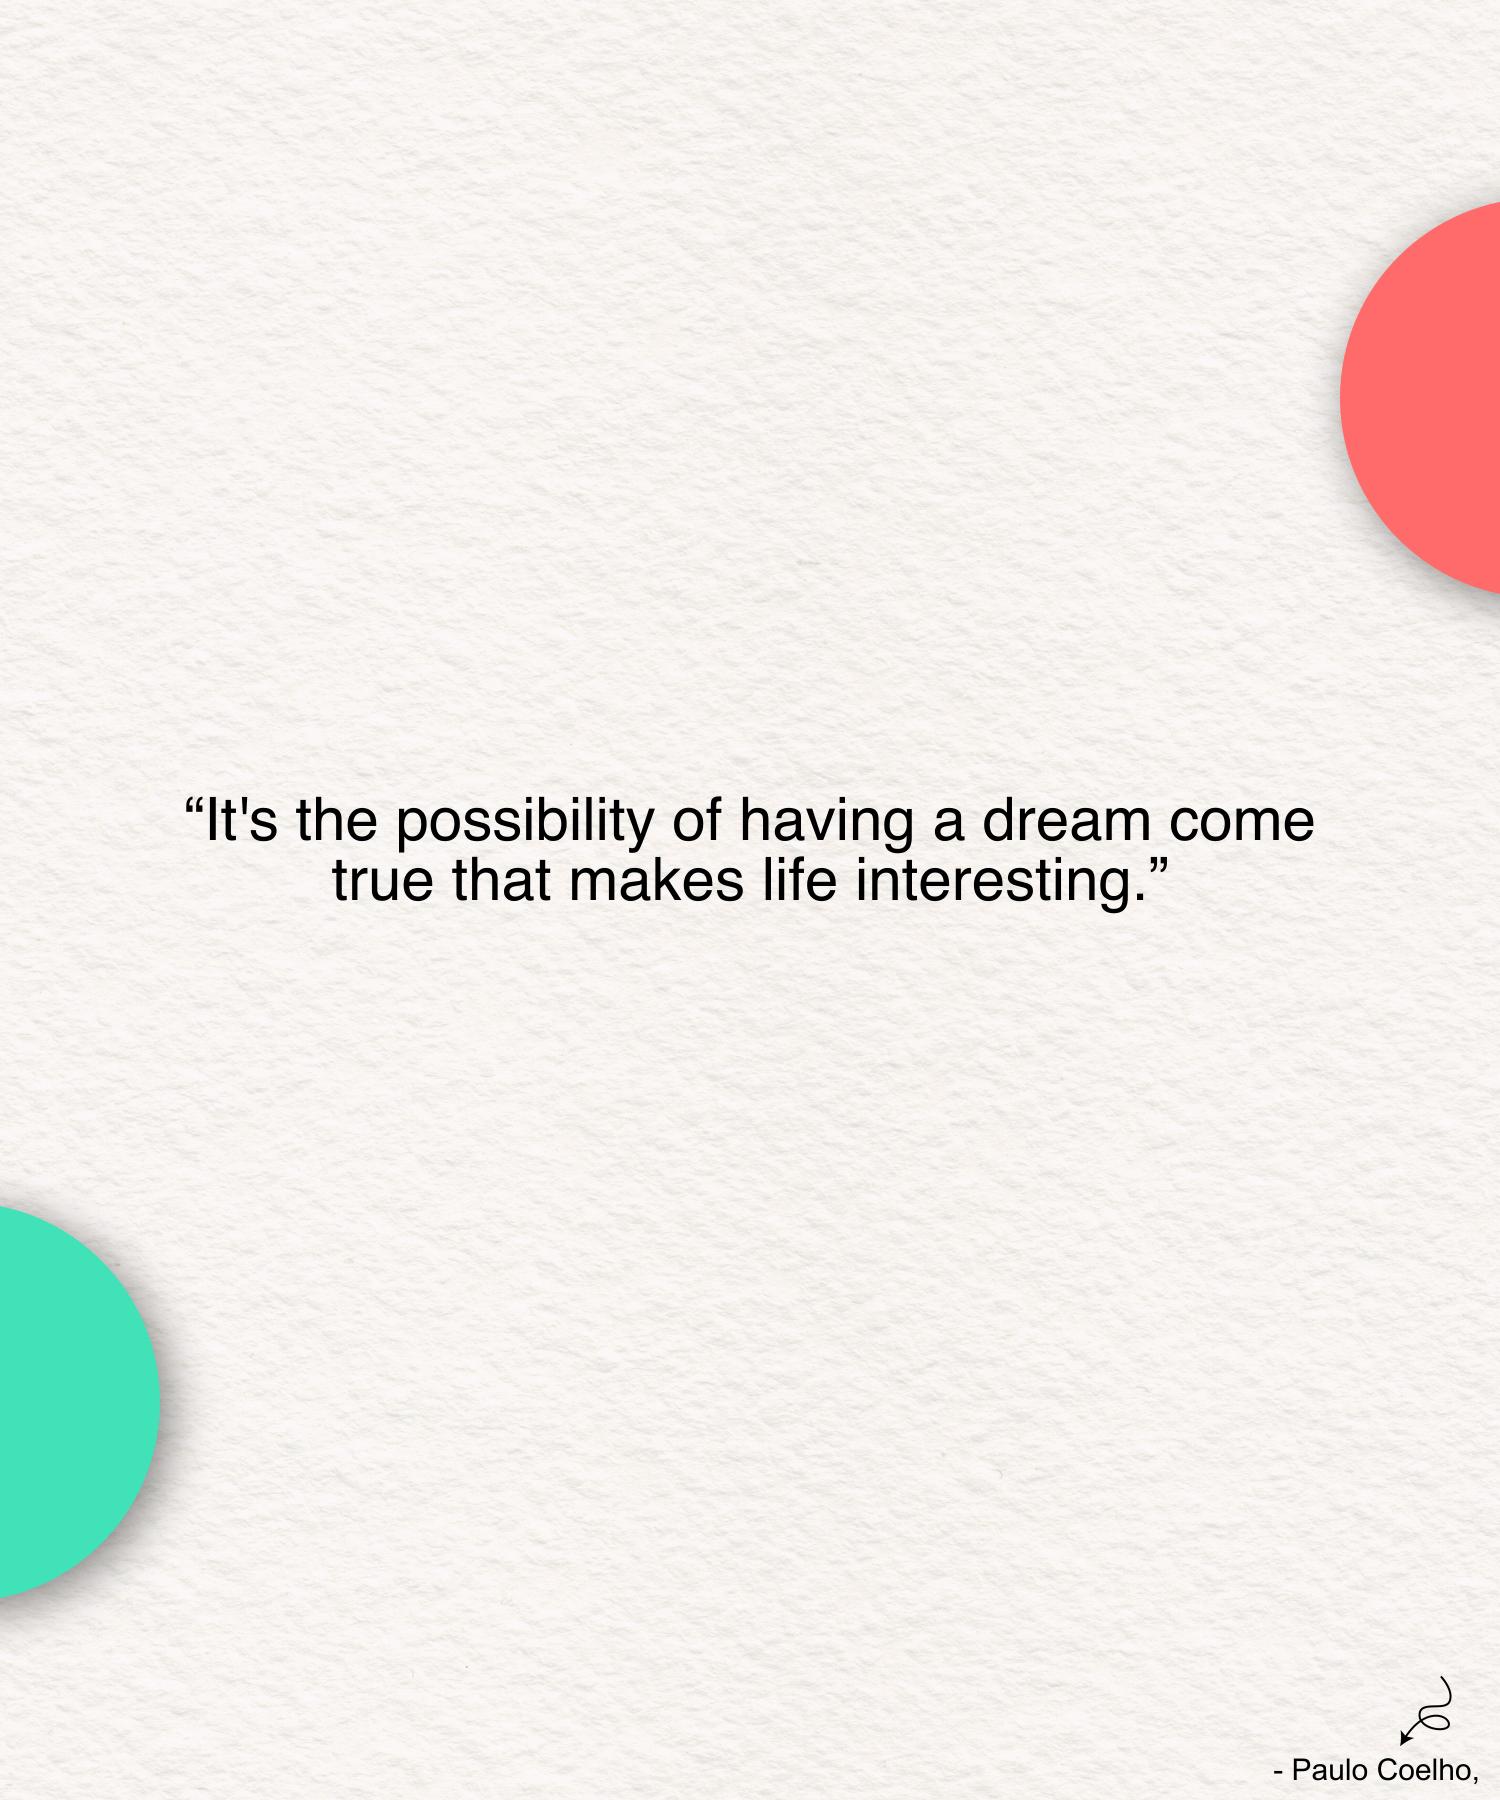 “It's the possibility of having a dream come
true that makes life interesting.”
- Paulo Coelho,